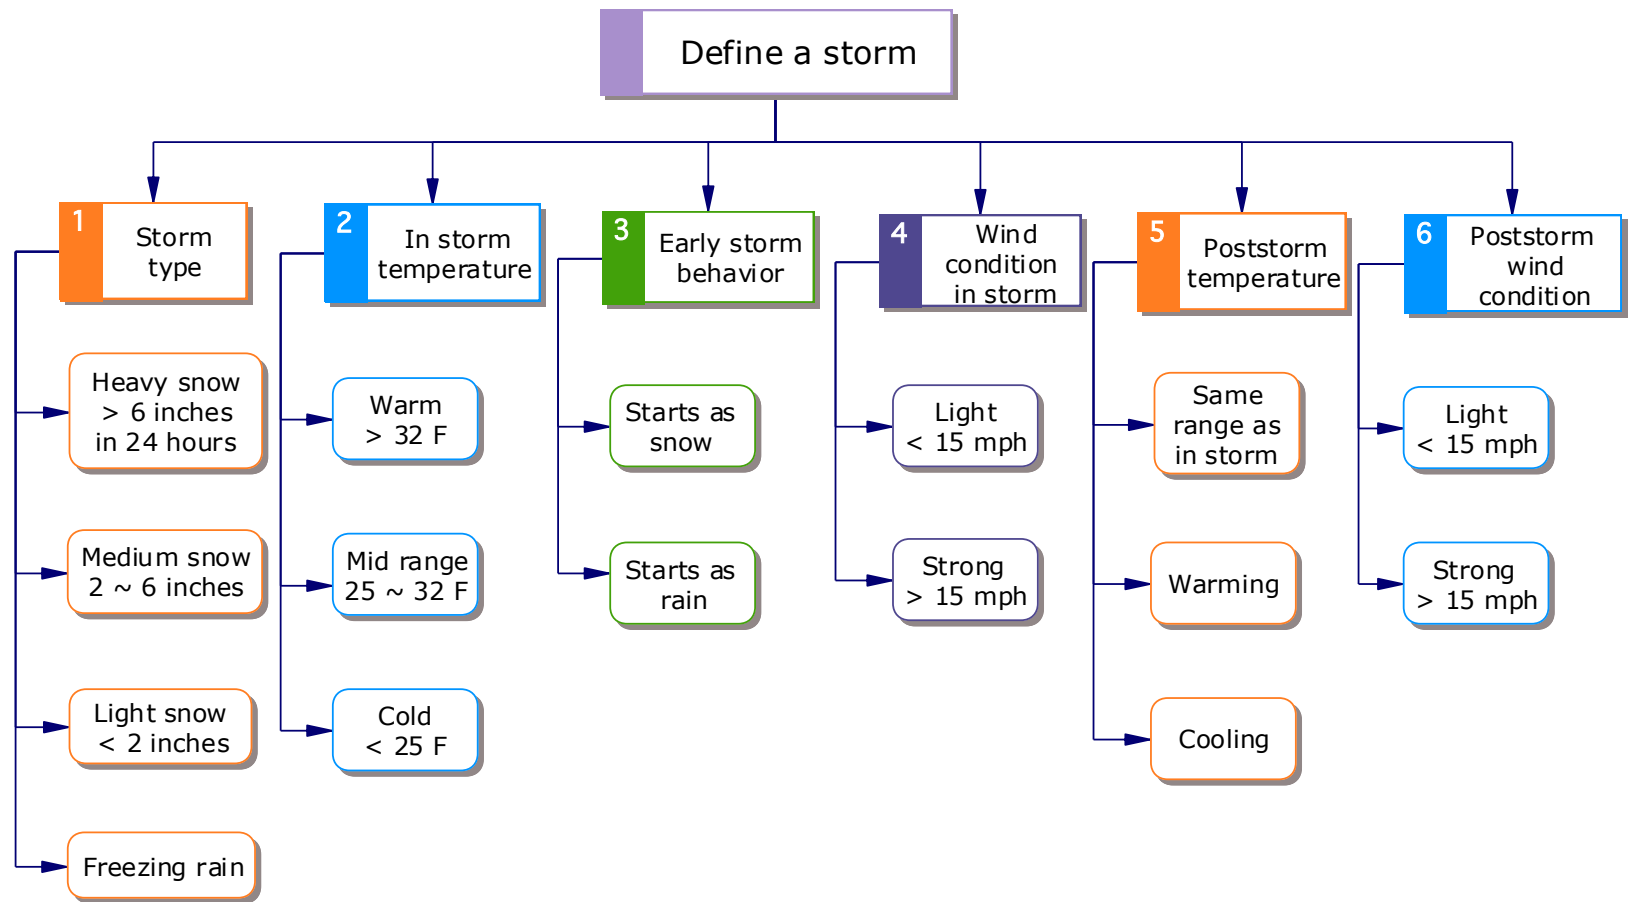 Define a storm
1
Storm
type
Heavy snow
> 6 inches
in 24 hours
Medium snow
2 ~ 6 inches
Light snow
< 2 inches
Freezing rain
2
In storm
temperature
Warm
> 32 F
Mid range
25 ~ 32 F
Cold
< 25 F
3
Early storm
behavior
Starts as
snow
Starts as
rain
4
Wind
condition
in storm
Light
< 15 mph
Strong
> 15 mph
5
Poststorm
temperature
Same
range as
in storm
Warming
Cooling
6
Poststorm
wind
condition
Light
< 15 mph
Strong
> 15 mph